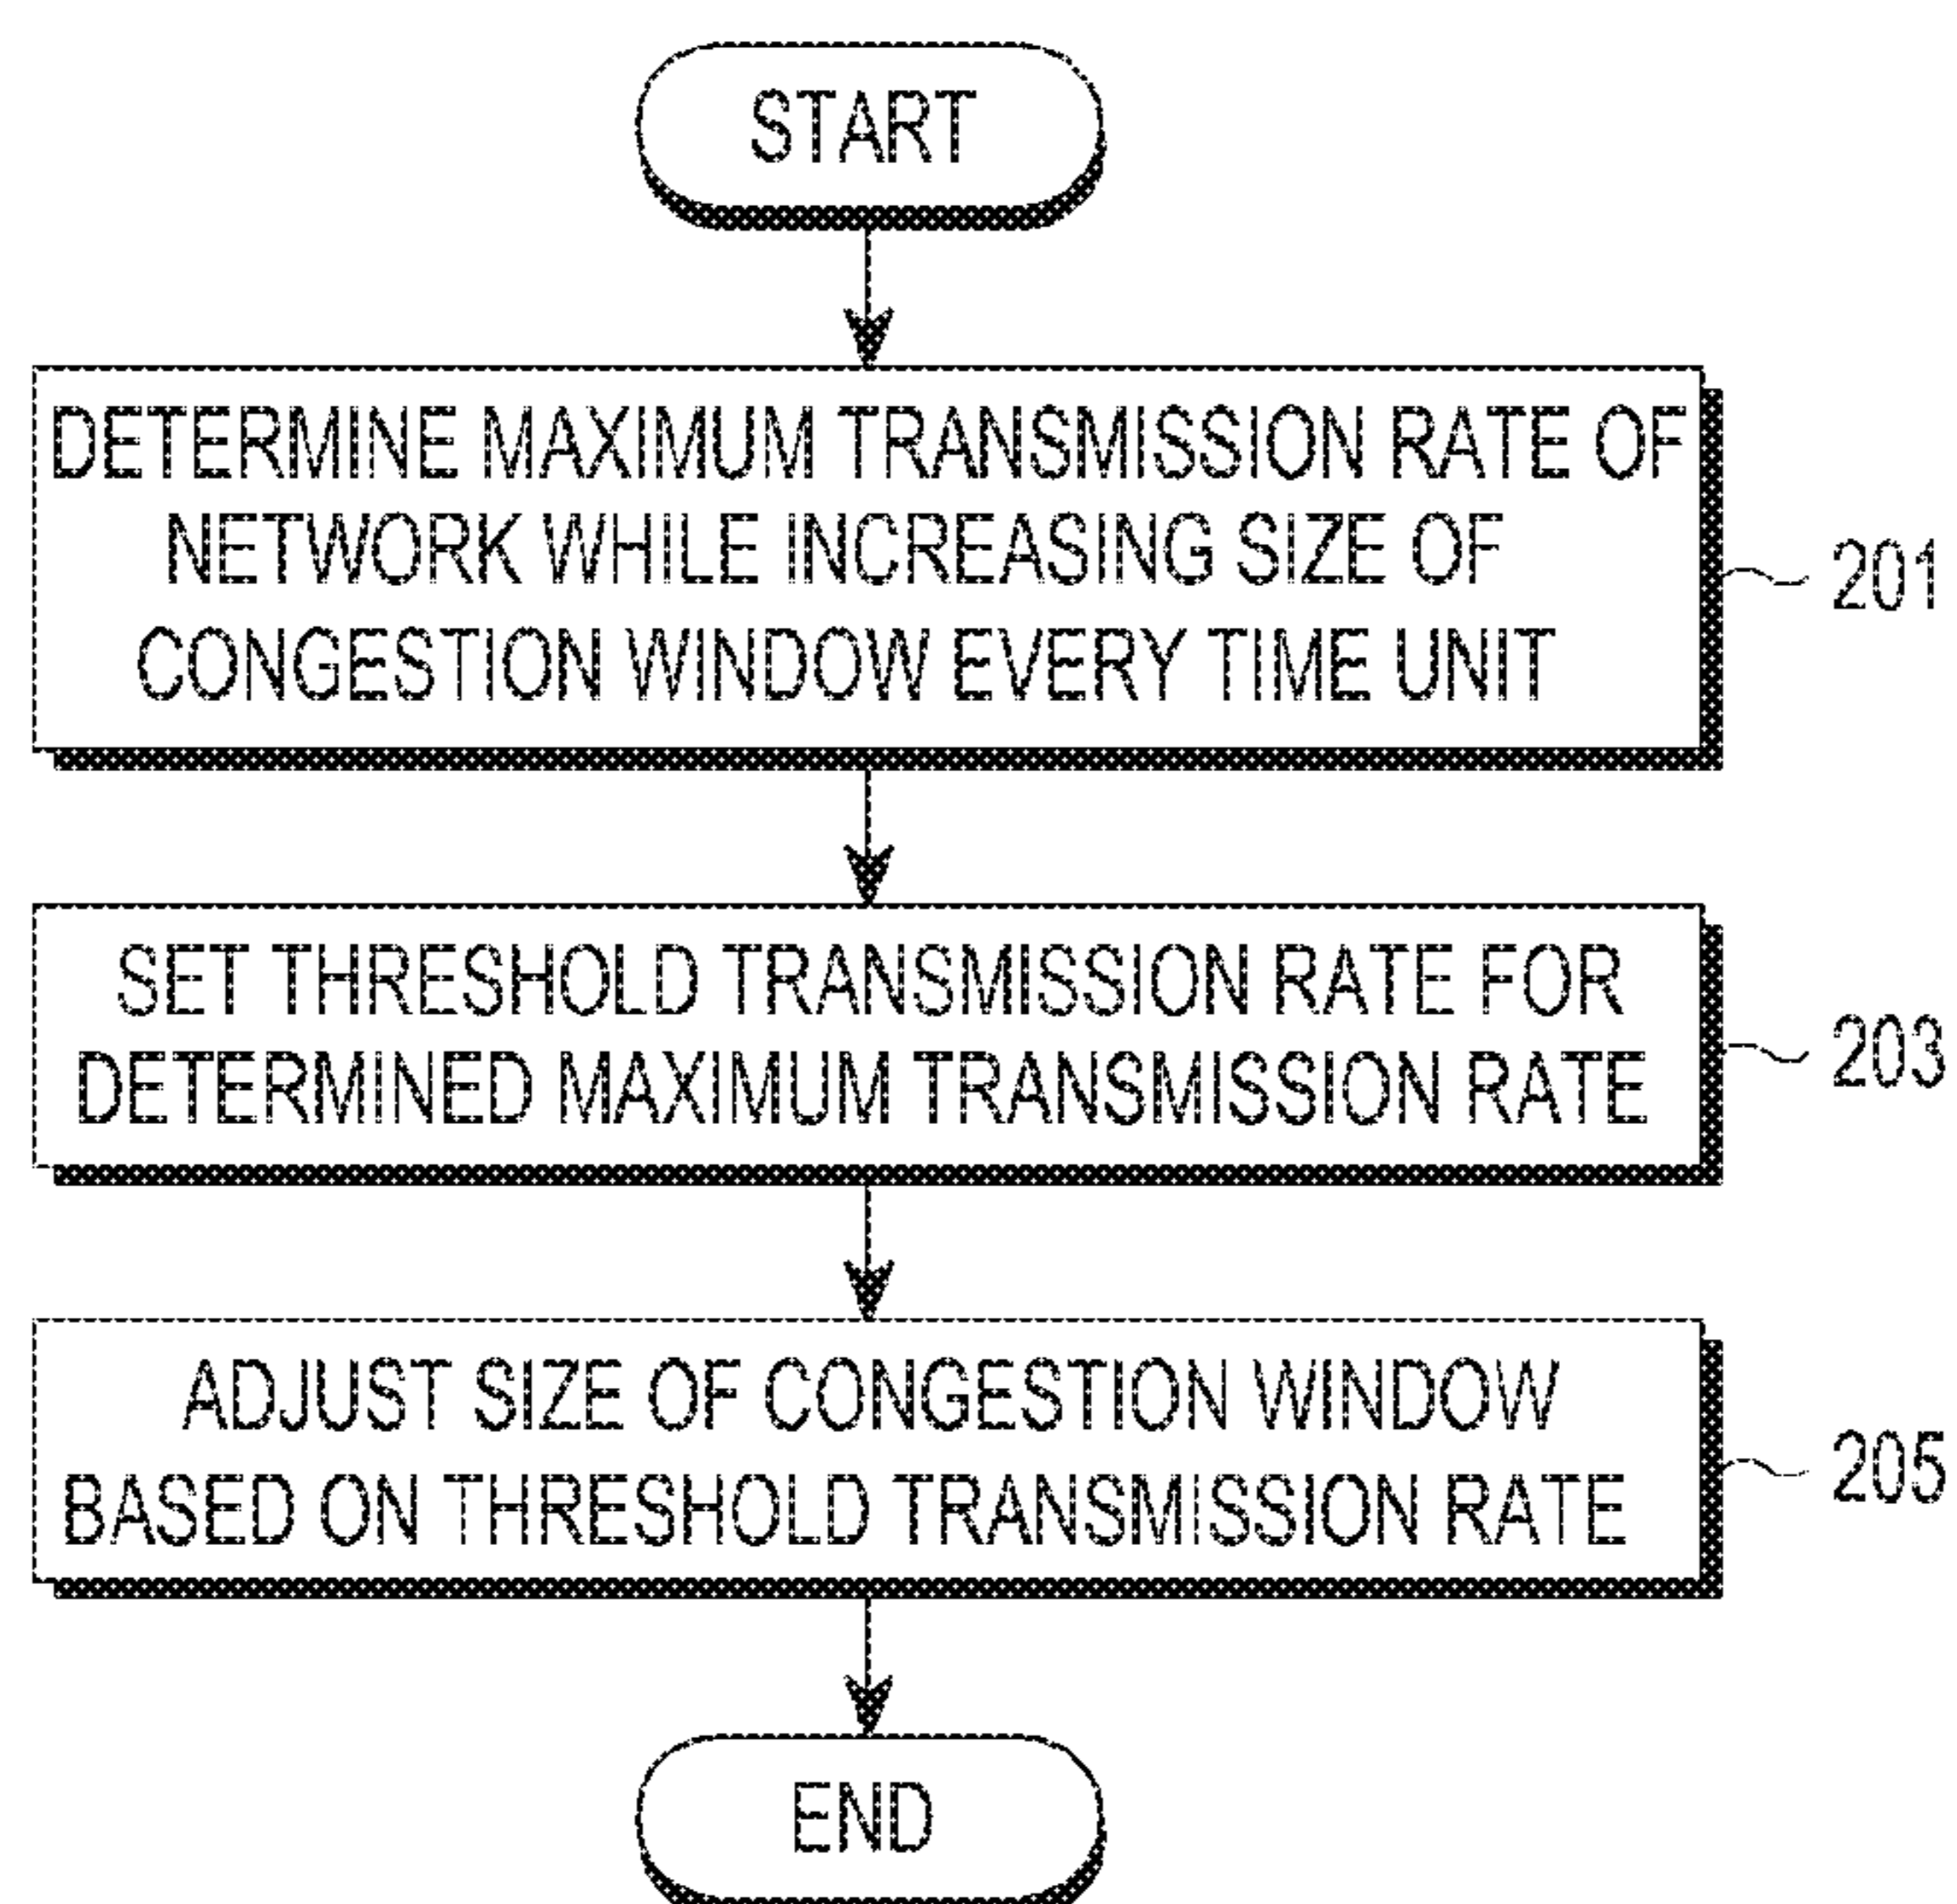 START
DETERMINE MAXIMUM TRANSMISSION RATE OF
NETWORK WHILE INCREASING SIZE OF
CONGESTION WINDOW EVERY TIME UNIT
201
SET THRESHOLD TRANSMISSION RATE FOR
DETERMINED MAXIMUM TRANSMISSION RATE
203
ADJUST SIZE OF CONGESTION WINDOW
BASED ON THRESHOLD TRANSMISSION RATE
205
END